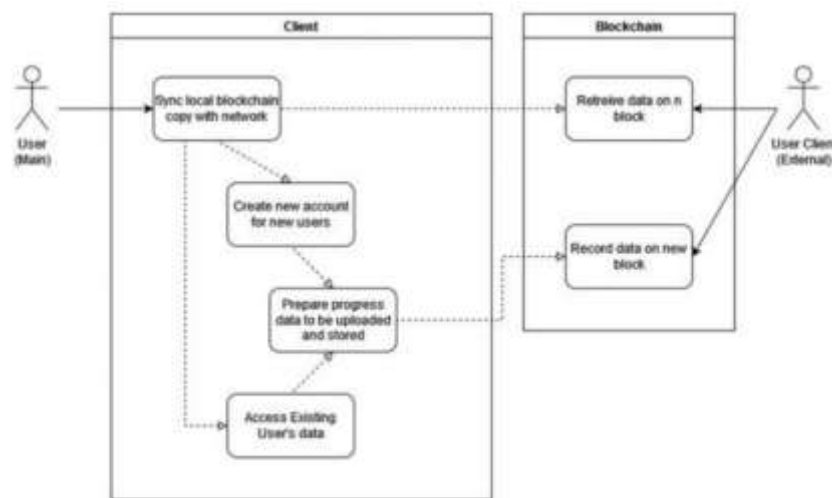 Client
Blockchain
Sync local blockchain
copy with network
Retreive data on n
block
User
(Main)
User Client
(External)
Create new account
for new users
Record data on new
block
Prepare progress
data to be uploaded
and stored
Access Existing
User's data